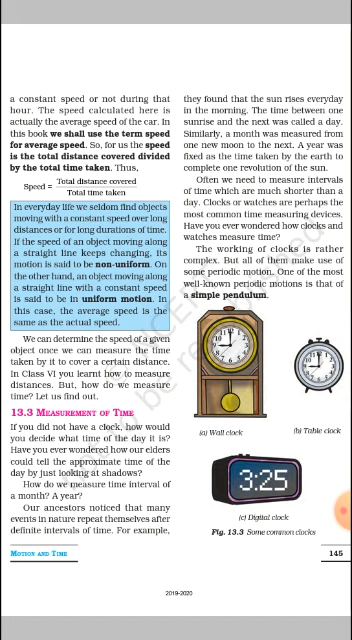 a constant speed or not during that
hour. The speed calculated here is
actually the average speed of the car. In
this book we shall use the term speed
for average speed. So, for us the speed
is the total distance covered divided
by the total time taken. Thus,
Speed = Total distance covered
Total time taken
In everyday life we seldom find objects
moving with a constant speed over long
distances or for long durations of time.
If the speed of an object moving along
a straight line keeps changing, its
motion is said to be non-uniform. On
the other hand, an object moving along
a straight line with a constant speed
is said to be in uniform motion. In
this case, the average speed is the
same as the actual speed.
We can determine the speed of a given
object once we can measure the time
taken by it to cover a certain distance.
In Class VI you learnt how to measure
distances. But, how do we measure
time? Let us find out.
13.3 MEASUREMENT OF TIME
If you did not have a clock, how would
you decide what time of the day it is?
Have you ever wondered how our elders
could tell the approximate time of the
day by just looking at shadows?
How do we measure time interval of
a month? A year?
Our ancestors noticed that many
events in nature repeat themselves after
definite intervals of time. For example,
they found that the sun rises everyday
in the morning. The time between one
sunrise and the next was called a day.
Similarly, a month was measured from
one new moon to the next. A year was
fixed as the time taken by the earth to
complete one revolution of the sun.
Often we need to measure intervals
of time which are much shorter than a
day. Clocks or watches are perhaps the
most common time measuring devices.
Have you ever wondered how clocks and
watches measure time?
The working of clocks is rather
complex. But all of them make use of
some periodic motion. One of the most
well-known periodic motions is that of
a simple pendulum.
(a) Wall clock
(b) Table clock
3:25
(c) Digital clock
Fig. 13.3 Some common clocks
MOTION AND TIME
145
2019-2020